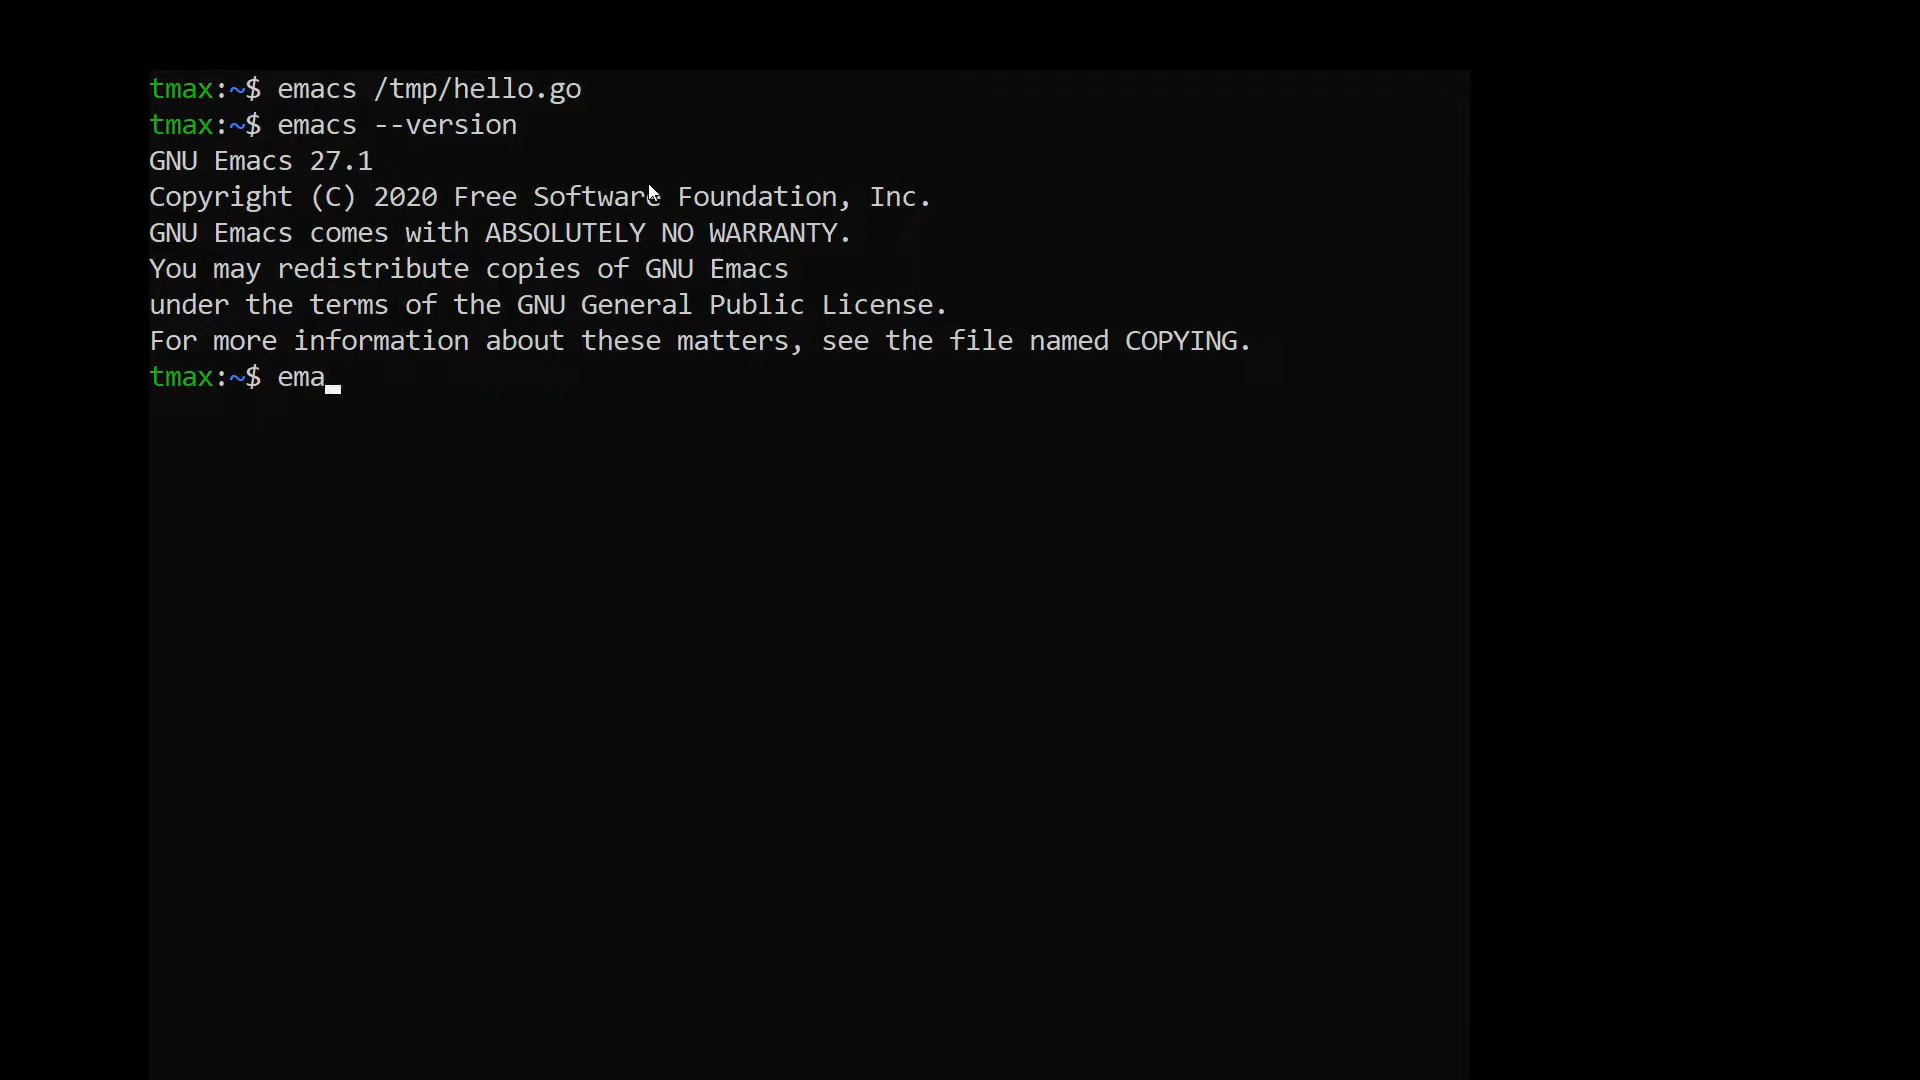 tmax:~$ emacs /tmp/hello.go
tmax:~$ emacs --version
GNU Emacs 27.1
Copyright (C) 2020 Free Software Foundation, Inc.
GNU Emacs comes with ABSOLUTELY NO WARRANTY.
You may redistribute copies of GNU Emacs
under the terms of the GNU General Public License.
For more information about these matters, see the file named COPYING.
tmax:~$ ema